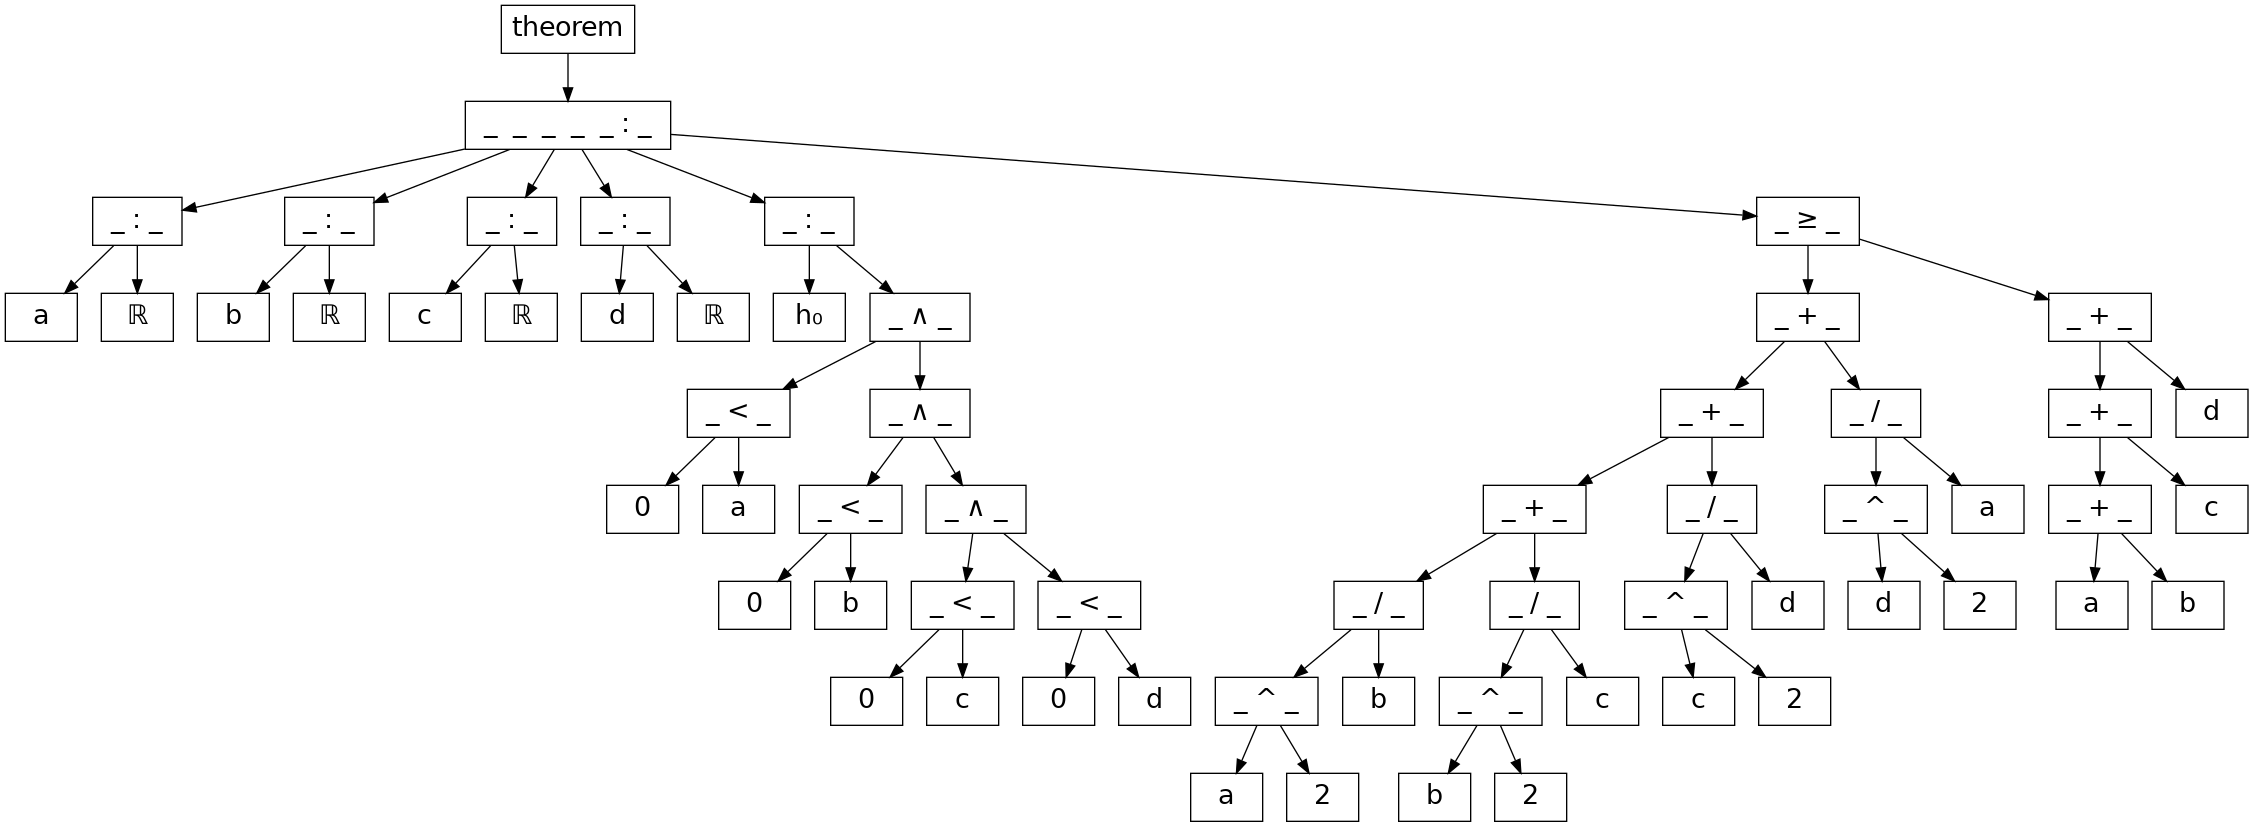 theorem
_ _ _ _ _ : _
_ : _ _ : _ _ : _ _ : _ _ : _ _ ≥ _
a ℝ b ℝ c ℝ d ℝ h₀ _ ∧ _ _ + _ _ + _
_ < _ _ ∧ _ _ + _ _ / _ _ + _ d
0 a _ < _ _ ∧ _ _ + _ _ / _ _ ^ _ a _ + _ c
0 b _ < _ _ < _ _ / _ _ / _ _ ^ _ d d 2 a b
0 c 0 d _ ^ _ b _ ^ _ c c 2
a 2 b 2